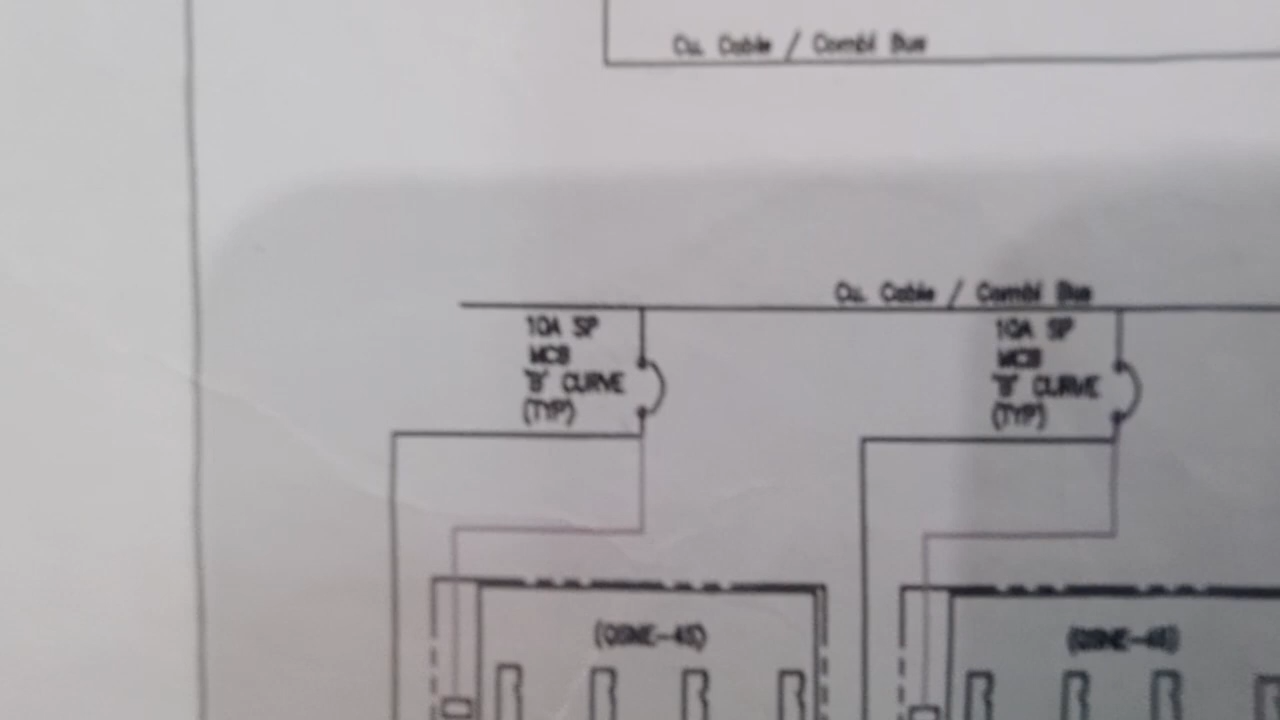 Cu. Cable / Combi Bus
Cu. Cable / Combi Bus
10A SP
MCB
"B" CURVE
(TYP)
10A SP
MCB
"B" CURVE
(TYP)